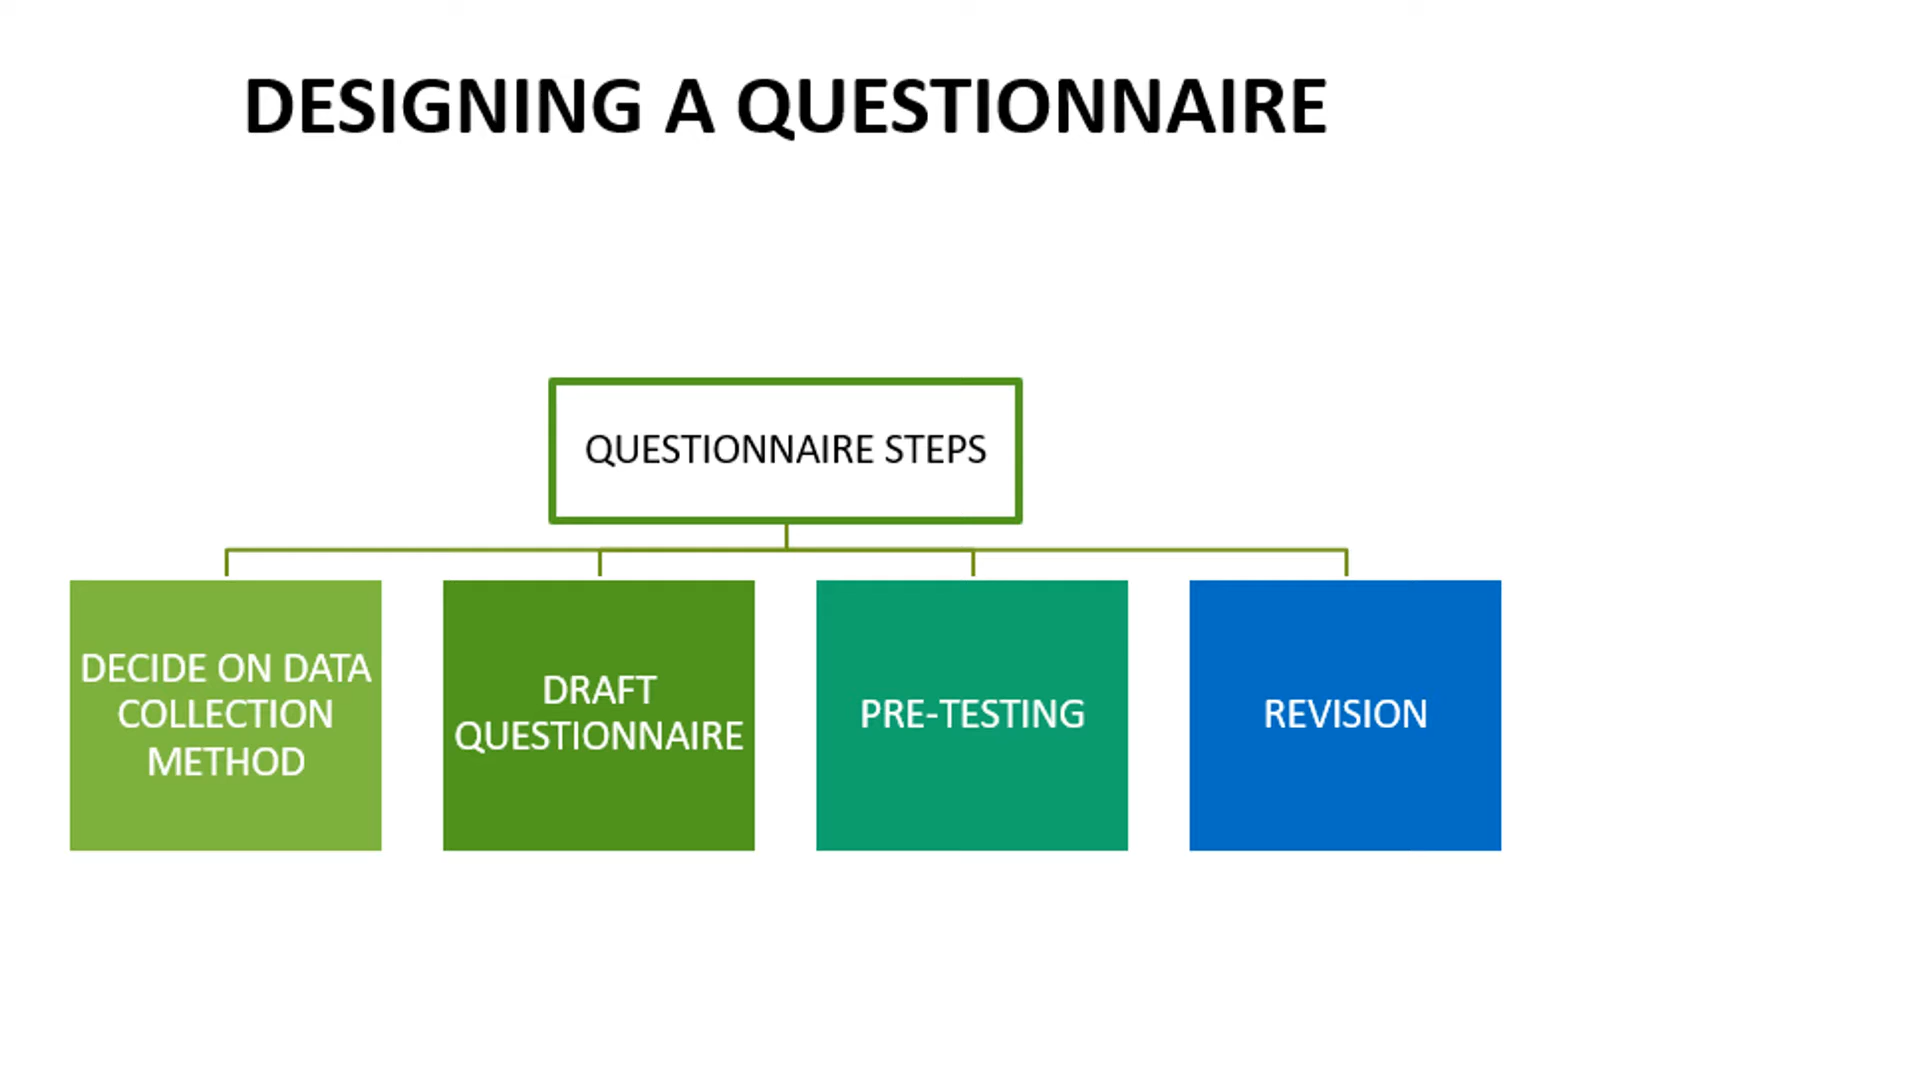 DESIGNING A QUESTIONNAIRE
QUESTIONNAIRE STEPS
DECIDE ON DATA
COLLECTION
METHOD
DRAFT
QUESTIONNAIRE
PRE-TESTING
REVISION